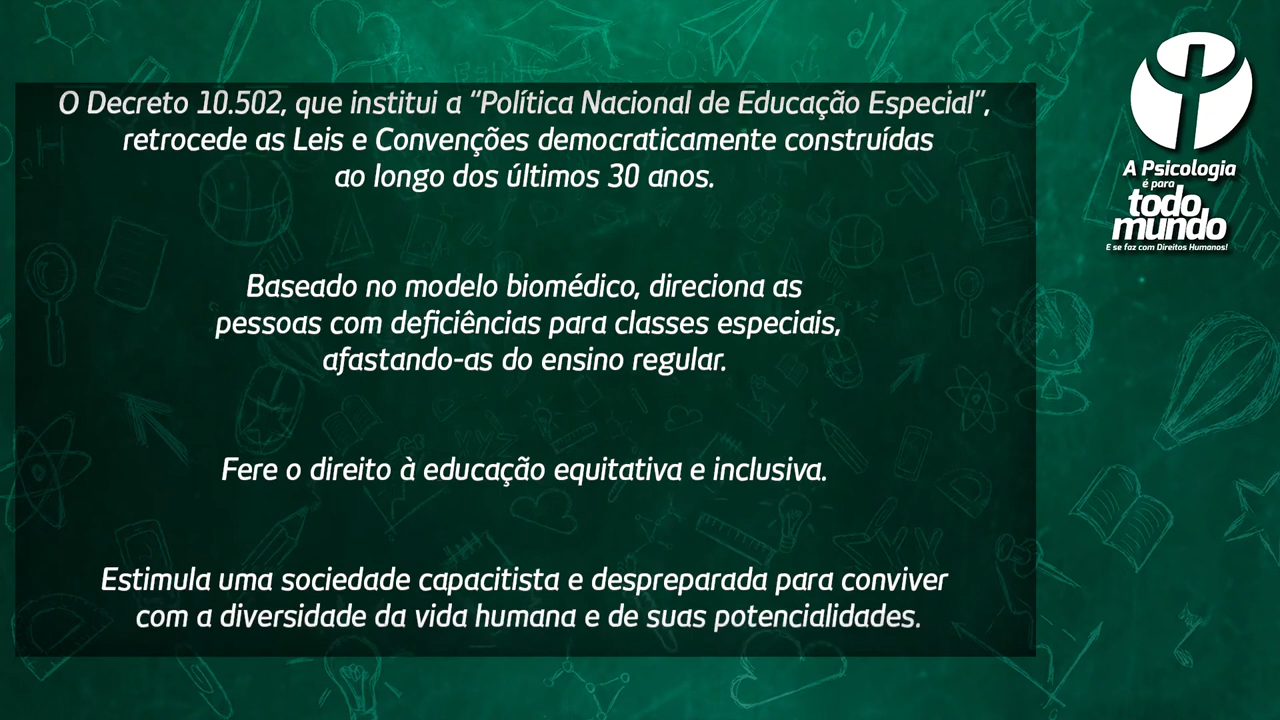 O Decreto 10.502, que institui a “Política Nacional de Educação Especial”,
retrocede as Leis e Convenções democraticamente construídas
ao longo dos últimos 30 anos.
Baseado no modelo biomédico, direciona as
pessoas com deficiências para classes especiais,
afastando-as do ensino regular.
Fere o direito à educação equitativa e inclusiva.
Estimula uma sociedade capacitista e despreparada para conviver
com a diversidade da vida humana e de suas potencialidades.
A Psicologia
é para
todo
mundo
E se faz com Direitos Humanos!